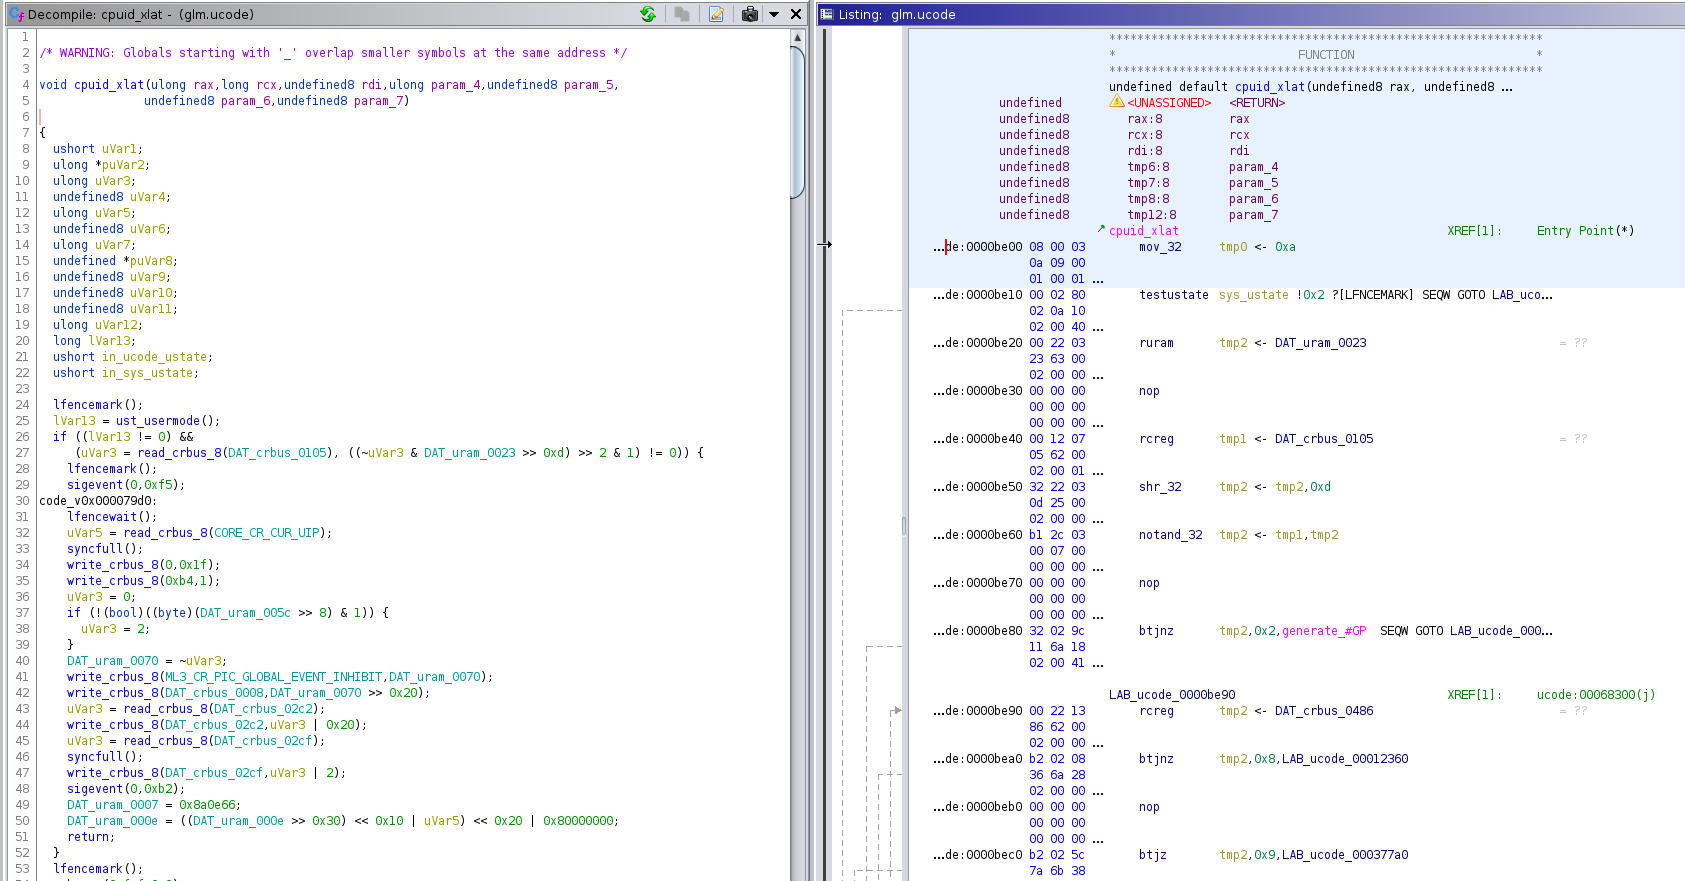 Decompile: cpuid_xlat - (glm.ucode)
1
2 /* WARNING: Globals starting with '_' overlap smaller symbols at the same address */
3
4 void cpuid_xlat(ulong rax,long rcx,undefined8 rdi,ulong param_4,undefined8 param_5,
5 undefined8 param_6,undefined8 param_7)
6
7 {
8 ushort uVar1;
9 ulong *puVar2;
10 ulong uVar3;
11 undefined8 uVar4;
12 ulong uVar5;
13 undefined8 uVar6;
14 ulong uVar7;
15 undefined *puVar8;
16 undefined8 uVar9;
17 undefined8 uVar10;
18 undefined8 uVar11;
19 ulong uVar12;
20 long lVar13;
21 ushort in_ucode_ustate;
22 ushort in_sys_ustate;
23
24 lfencemark();
25 lVar13 = ust_usermode();
26 if ((lVar13 != 0) &&
27 (uVar3 = read_crbus_8(DAT_crbus_0105), ((~uVar3 & DAT_uram_0023 >> 0xd) >> 2 & 1) != 0)) {
28 lfencemark();
29 sigevent(0,0xf5);
30 code_v0x000079d0:
31 lfencewait();
32 uVar5 = read_crbus_8(CORE_CR_CUR_UIP);
33 syncfull();
34 write_crbus_8(0,0x1f);
35 write_crbus_8(0xb4,1);
36 uVar3 = 0;
37 if (!(bool)((byte)(DAT_uram_005c >> 8) & 1)) {
38 uVar3 = 2;
39 }
40 DAT_uram_0070 = ~uVar3;
41 write_crbus_8(ML3_CR_PIC_GLOBAL_EVENT_INHIBIT,DAT_uram_0070);
42 write_crbus_8(DAT_crbus_0008,DAT_uram_0070 >> 0x20);
43 uVar3 = read_crbus_8(DAT_crbus_02c2);
44 write_crbus_8(DAT_crbus_02c2,uVar3 | 0x20);
45 uVar3 = read_crbus_8(DAT_crbus_02cf);
46 syncfull();
47 write_crbus_8(DAT_crbus_02cf,uVar3 | 2);
48 sigevent(0,0xb2);
49 DAT_uram_0007 = 0x8a0e66;
50 DAT_uram_000e = ((DAT_uram_000e >> 0x30) << 0x10 | uVar5) << 0x20 | 0x80000000;
51 return;
52 }
53 lfencemark();
Listing: glm.ucode
************************************************************
* FUNCTION *
************************************************************
undefined default cpuid_xlat(undefined8 rax, undefined8 ...
undefined <UNASSIGNED> <RETURN>
undefined8 rax:8 rax
undefined8 rcx:8 rcx
undefined8 rdi:8 rdi
undefined8 tmp6:8 param_4
undefined8 tmp7:8 param_5
undefined8 tmp8:8 param_6
undefined8 tmp12:8 param_7
cpuid_xlat XREF[1]: Entry Point(*)
...de:0000be00 08 00 03 mov_32 tmp0 <- 0xa
0a 09 00
01 00 01 ...
...de:0000be10 00 02 80 testustate sys_ustate !0x2 ?[LFNCEMARK] SEQW GOTO LAB_uco...
02 0a 10
02 00 40 ...
...de:0000be20 00 22 03 ruram tmp2 <- DAT_uram_0023 = ??
23 63 00
02 00 00 ...
...de:0000be30 00 00 00 nop
00 00 00
00 00 00 ...
...de:0000be40 00 12 07 rcreg tmp1 <- DAT_crbus_0105 = ??
05 62 00
02 00 01 ...
...de:0000be50 32 22 03 shr_32 tmp2 <- tmp2,0xd
0d 25 00
02 00 00 ...
...de:0000be60 b1 2c 03 notand_32 tmp2 <- tmp1,tmp2
00 07 00
02 00 00 ...
...de:0000be70 00 00 00 nop
00 00 00
00 00 00 ...
...de:0000be80 32 02 9c btjnz tmp2,0x2,generate_#GP SEQW GOTO LAB_ucode_000...
11 6a 18
02 00 41 ...
LAB_ucode_0000be90 XREF[1]: ucode:00068300(j)
...de:0000be90 00 22 13 rcreg tmp2 <- DAT_crbus_0486 = ??
86 62 00
02 00 00 ...
...de:0000bea0 b2 02 08 btjnz tmp2,0x8,LAB_ucode_00012360
36 6a 28
02 00 00 ...
...de:0000beb0 00 00 00 nop
00 00 00
00 00 00 ...
...de:0000bec0 b2 02 5c btjz tmp2,0x9,LAB_ucode_000377a0
7a 6b 38